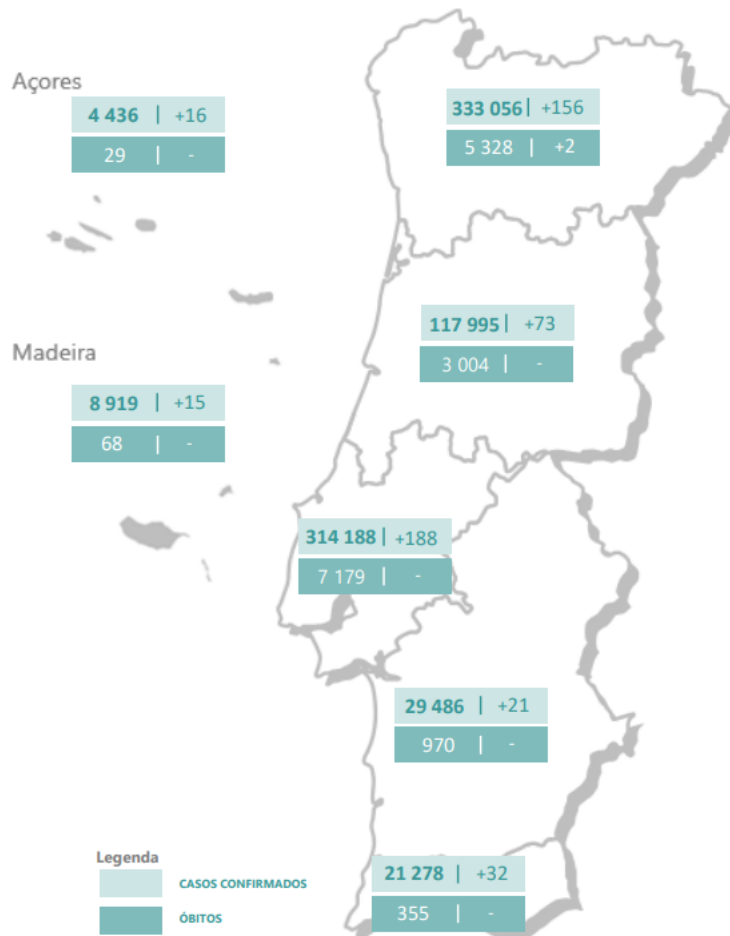 Açores
4 436 | +16
29 | -
333 056 | +156
5 328 | +2
117 995 | +73
3 004 | -
Madeira
8 919 | +15
68 | -
314 188 | +188
7 179 | -
29 486 | +21
970 | -
Legenda
CASOS CONFIRMADOS
ÓBITOS
21 278 | +32
355 | -